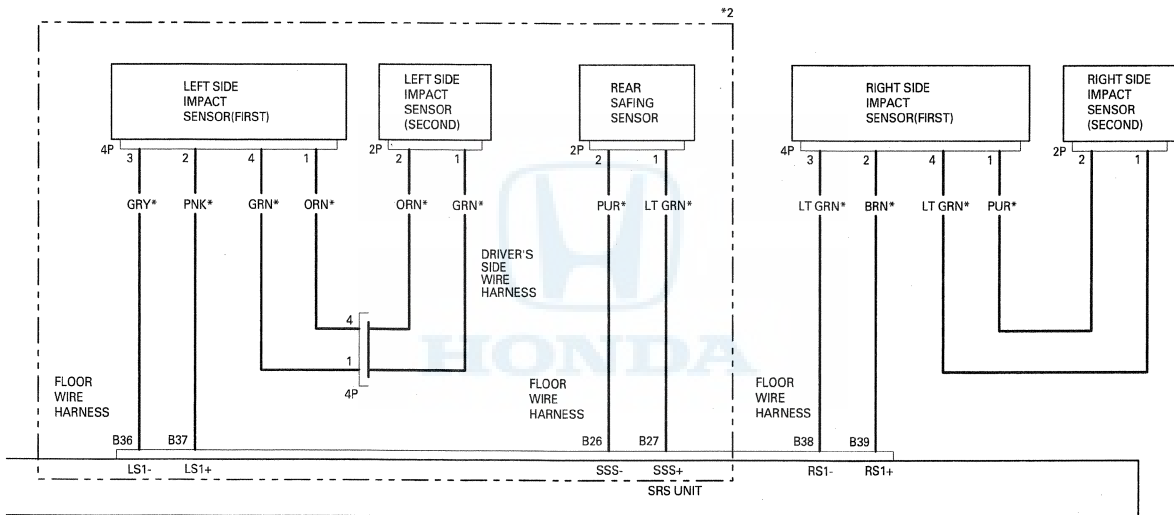 *2
LEFT SIDE
IMPACT
SENSOR(FIRST)
LEFT SIDE
IMPACT
SENSOR
(SECOND)
REAR
SAFING
SENSOR
RIGHT SIDE
IMPACT
SENSOR(FIRST)
RIGHT SIDE
IMPACT
SENSOR
(SECOND)
4P 3 2 4 1
2P 2 1
2P 2 1
4P 3 2 4 1
2P 2 1
GRY* PNK* GRN* ORN* ORN* GRN* PUR* LT GRN* LT GRN* BRN* LT GRN* PUR*
DRIVER'S
SIDE
WIRE
HARNESS
4
1
4P
HONDA
FLOOR
WIRE
HARNESS
FLOOR
WIRE
HARNESS
FLOOR
WIRE
HARNESS
B36 B37 B26 B27 B38 B39
LS1- LS1+ SSS- SSS+ RS1- RS1+
SRS UNIT